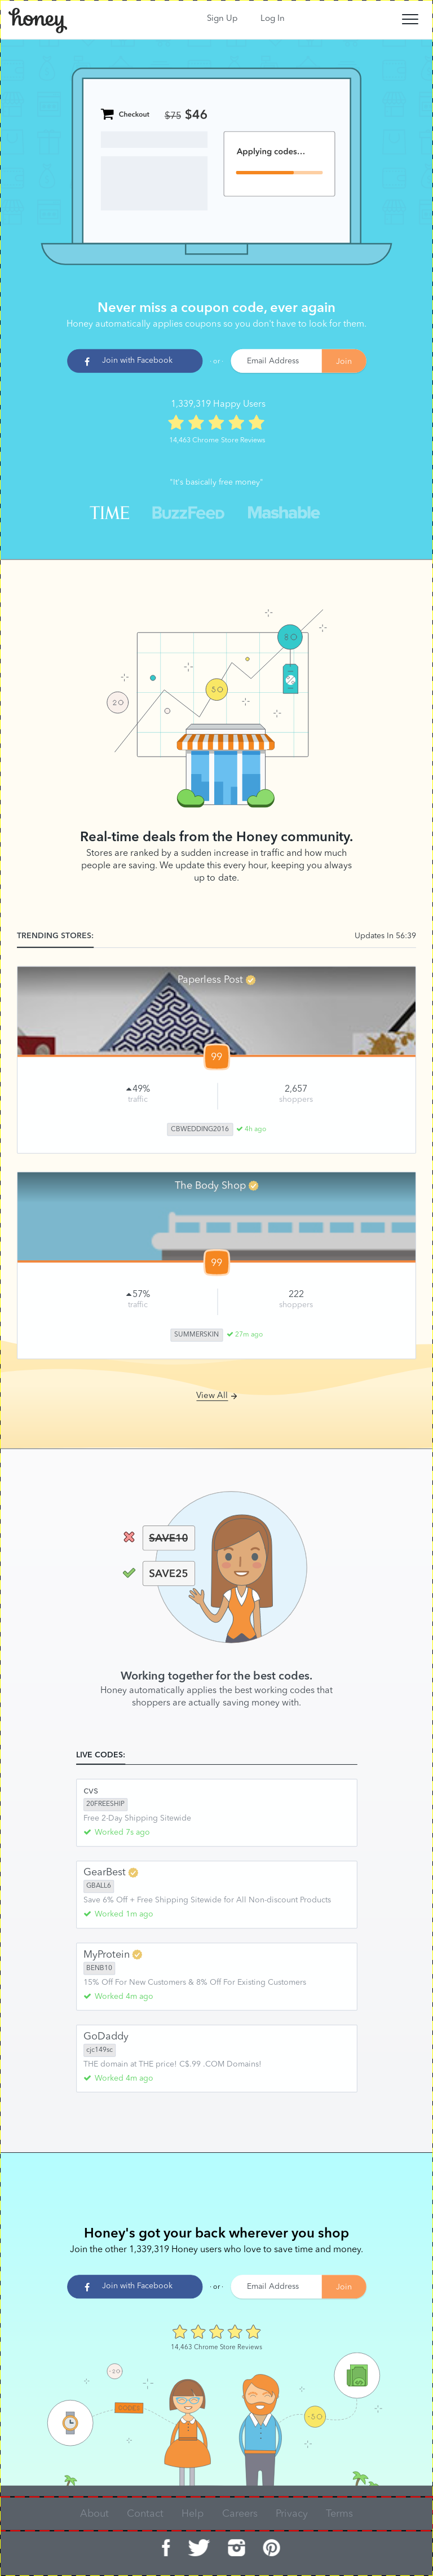 honey
Sign Up
Log In
Checkout
$75 $46
Applying codes...
Never miss a coupon code, ever again
Honey automatically applies coupons so you don't have to look for them.
Join with Facebook
· or ·
Email Address
Join
1,339,319 Happy Users
14,463 Chrome Store Reviews
"It's basically free money"
TIME
BuzzFeed
Mashable
80
50
20
Real-time deals from the Honey community.
Stores are ranked by a sudden increase in traffic and how much
people are saving. We update this every hour, keeping you always
up to date.
TRENDING STORES:
Updates In 56:39
Paperless Post
99
49%
traffic
2,657
shoppers
CBWEDDING2016
4h ago
The Body Shop
99
57%
traffic
222
shoppers
SUMMERSKIN
27m ago
View All
SAVE10
SAVE25
Working together for the best codes.
Honey automatically applies the best working codes that
shoppers are actually saving money with.
LIVE CODES:
CVS
20FREESHIP
Free 2-Day Shipping Sitewide
Worked 7s ago
GearBest
GBALL6
Save 6% Off + Free Shipping Sitewide for All Non-discount Products
Worked 1m ago
MyProtein
BENB10
15% Off For New Customers & 8% Off For Existing Customers
Worked 4m ago
GoDaddy
cjc149sc
THE domain at THE price! C$.99 .COM Domains!
Worked 4m ago
Honey's got your back wherever you shop
Join the other 1,339,319 Honey users who love to save time and money.
Join with Facebook
· or ·
Email Address
Join
14,463 Chrome Store Reviews
-20
-50
About
Contact
Help
Careers
Privacy
Terms